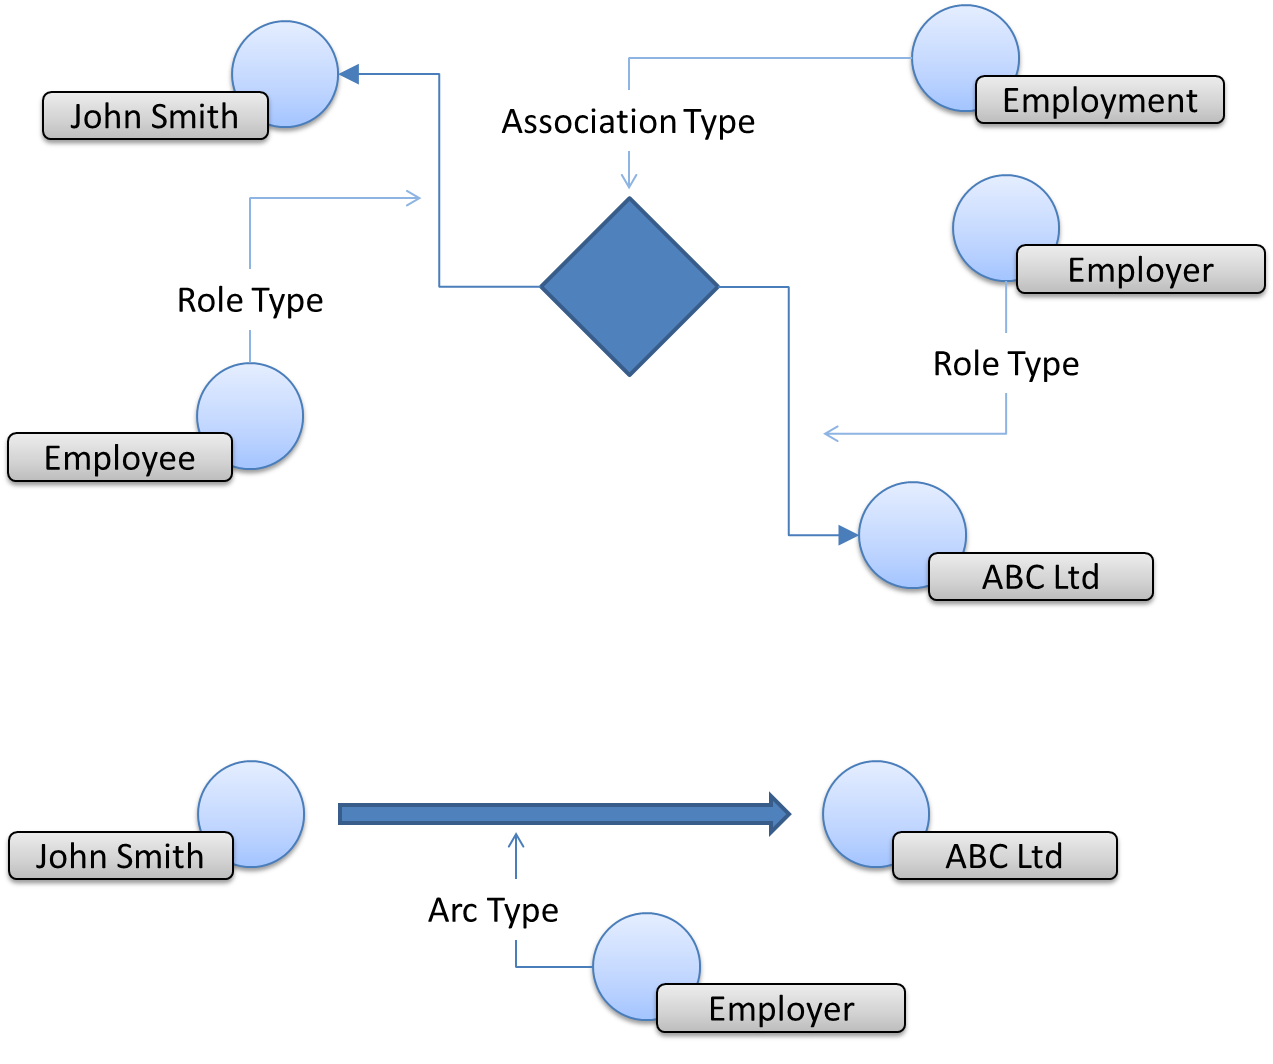 John Smith
Employment
Association Type
Employer
Role Type
Role Type
Employee
ABC Ltd
John Smith
ABC Ltd
Arc Type
Employer